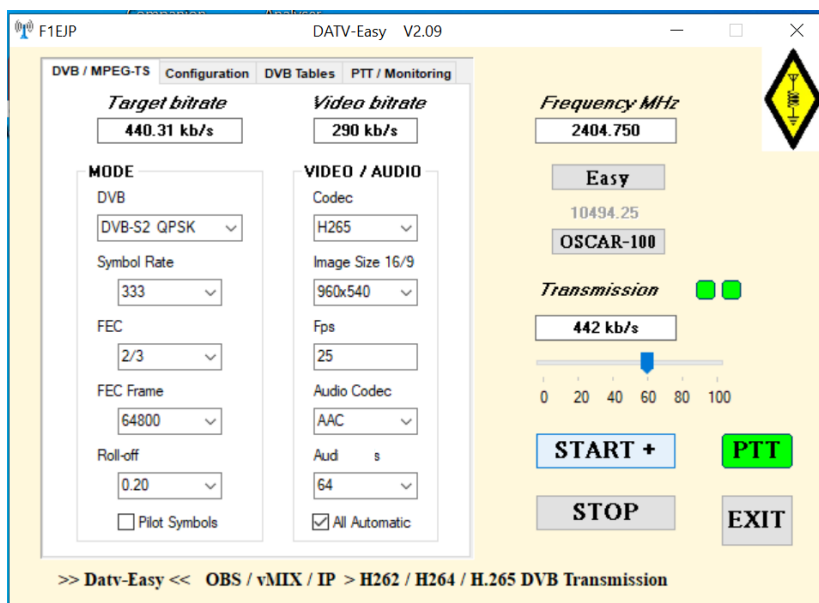 Companion Analyser
F1EJP DATV-Easy V2.09
DVB / MPEG-TS Configuration DVB Tables PTT / Monitoring
Target bitrate Video bitrate Frequency MHz
440.31 kb/s 290 kb/s 2404.750
MODE VIDEO / AUDIO
Easy
DVB Codec
10494.25
DVB-S2 QPSK H265
OSCAR-100
Symbol Rate Image Size 16/9
333 960x540
Transmission
FEC Fps
442 kb/s
2/3 25
FEC Frame Audio Codec
0 20 40 60 80 100
64800 AAC
START + PTT
Roll-off Aud s
0.20 64
STOP EXIT
Pilot Symbols All Automatic
>> Datv-Easy << OBS / vMIX / IP > H262 / H264 / H.265 DVB Transmission